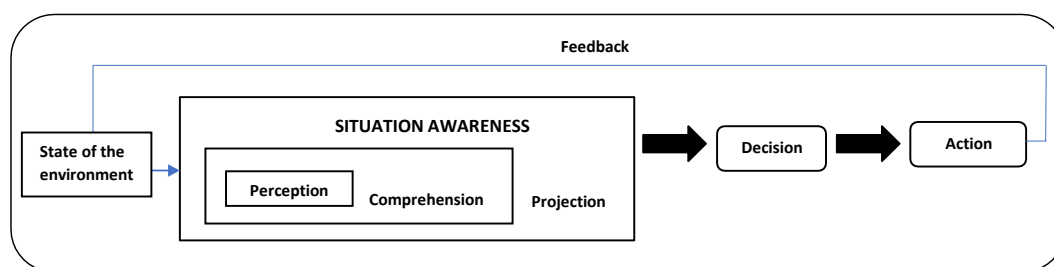 Feedback
SITUATION AWARENESS
State of the
environment
Perception
Comprehension
Projection
Decision
Action